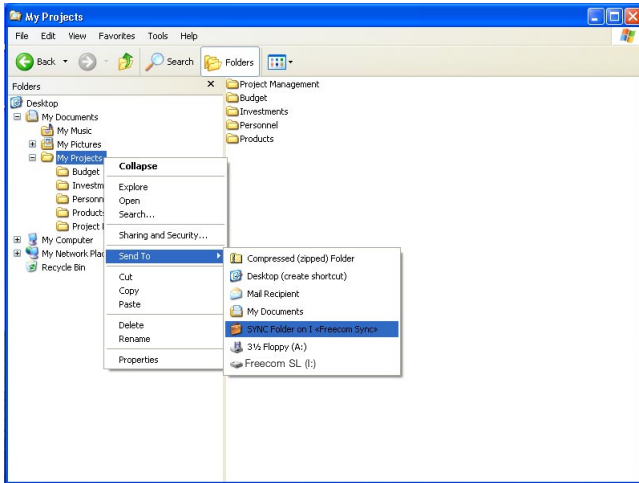 My Projects
File Edit View Favorites Tools Help
Back Search Folders
Folders
Desktop
My Documents
My Music
My Pictures
My Projects
Budget
Investm
Personn
Products
Project
My Computer
My Network Plac
Recycle Bin
Project Management
Budget
Investments
Personnel
Products
Collapse
Explore
Open
Search...
Sharing and Security...
Send To
Cut
Copy
Paste
Delete
Rename
Properties
Compressed (zipped) Folder
Desktop (create shortcut)
Mail Recipient
My Documents
SYNC Folder on I «Freecom Sync»
3½ Floppy (A:)
Freecom SL (I:)